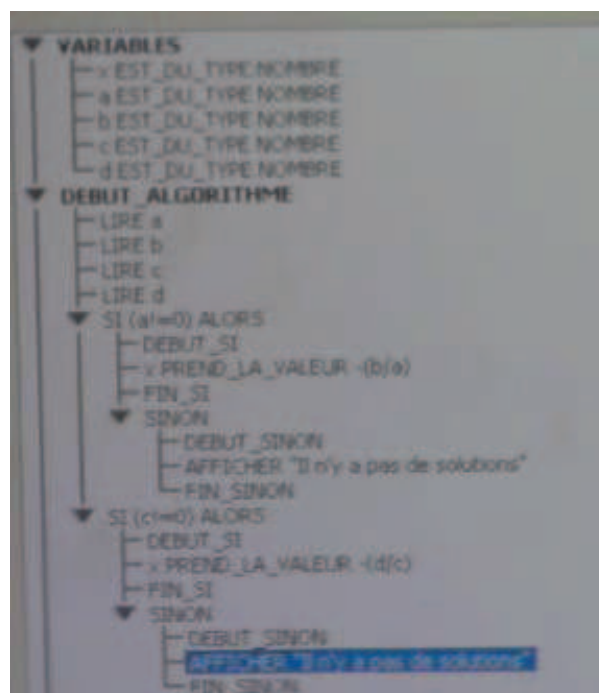 VARIABLES
x EST_DU_TYPE NOMBRE
a EST_DU_TYPE NOMBRE
b EST_DU_TYPE NOMBRE
c EST_DU_TYPE NOMBRE
d EST_DU_TYPE NOMBRE
DEBUT_ALGORITHME
LIRE a
LIRE b
LIRE c
LIRE d
SI (a!=0) ALORS
DEBUT_SI
x PREND_LA_VALEUR -(b/a)
FIN_SI
SINON
DEBUT_SINON
AFFICHER "Il n'y a pas de solutions"
FIN_SINON
SI (c!=0) ALORS
DEBUT_SI
x PREND_LA_VALEUR -(d/c)
FIN_SI
SINON
DEBUT_SINON
AFFICHER "Il n'y a pas de solutions"
FIN_SINON